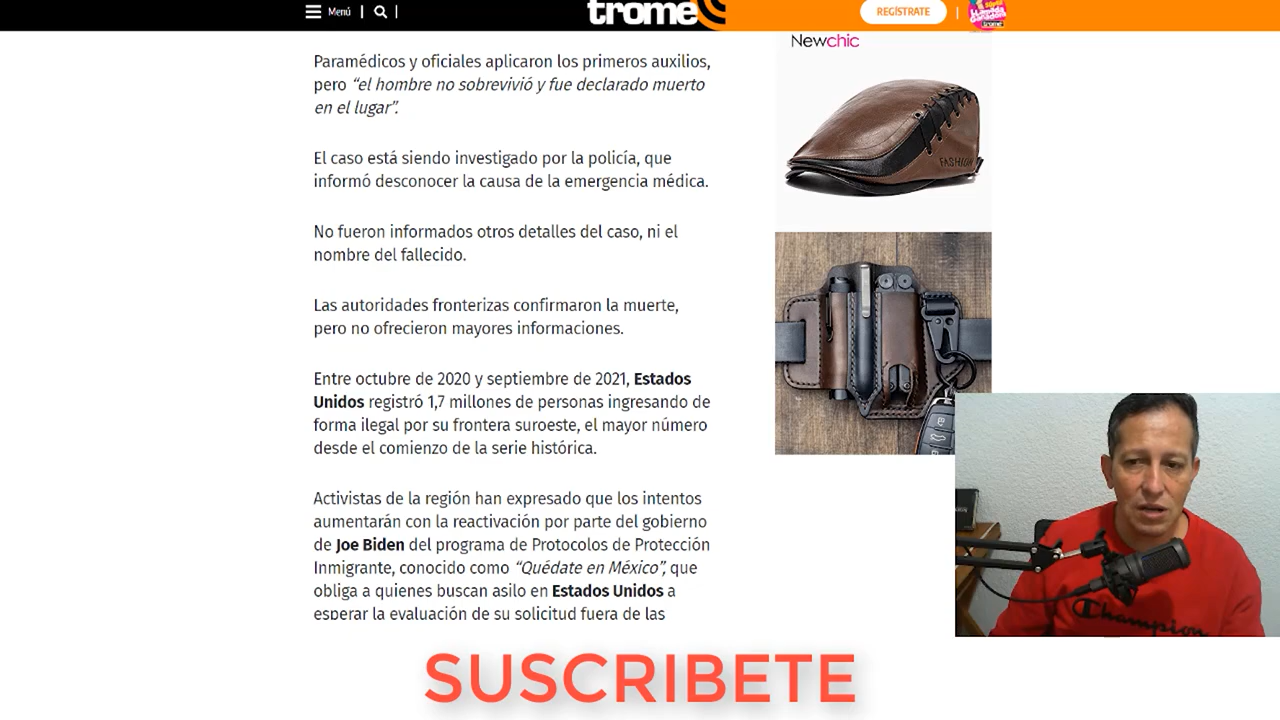 Menú
trome
REGÍSTRATE
Newchic
Paramédicos y oficiales aplicaron los primeros auxilios,
pero “el hombre no sobrevivió y fue declarado muerto
en el lugar”.
El caso está siendo investigado por la policía, que
informó desconocer la causa de la emergencia médica.
No fueron informados otros detalles del caso, ni el
nombre del fallecido.
Las autoridades fronterizas confirmaron la muerte,
pero no ofrecieron mayores informaciones.
Entre octubre de 2020 y septiembre de 2021, Estados
Unidos registró 1,7 millones de personas ingresando de
forma ilegal por su frontera suroeste, el mayor número
desde el comienzo de la serie histórica.
Activistas de la región han expresado que los intentos
aumentarán con la reactivación por parte del gobierno
de Joe Biden del programa de Protocolos de Protección
Inmigrante, conocido como “Quédate en México”, que
obliga a quienes buscan asilo en Estados Unidos a
esperar la evaluación de su solicitud fuera de las
FASHION
Champion
SUSCRIBETE